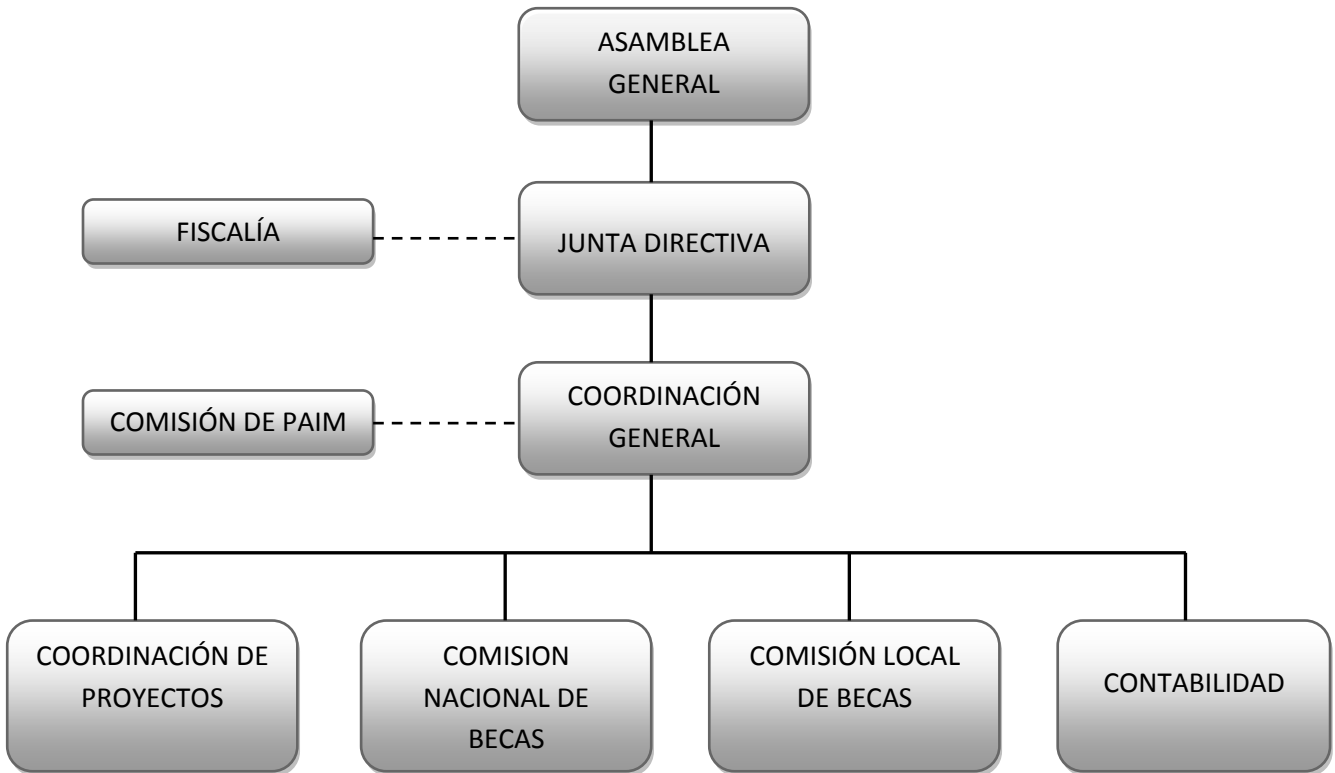 ASAMBLEA
GENERAL
FISCALÍA
JUNTA DIRECTIVA
COMISIÓN DE PAIM
COORDINACIÓN
GENERAL
COORDINACIÓN DE
PROYECTOS
COMISION
NACIONAL DE
BECAS
COMISIÓN LOCAL
DE BECAS
CONTABILIDAD